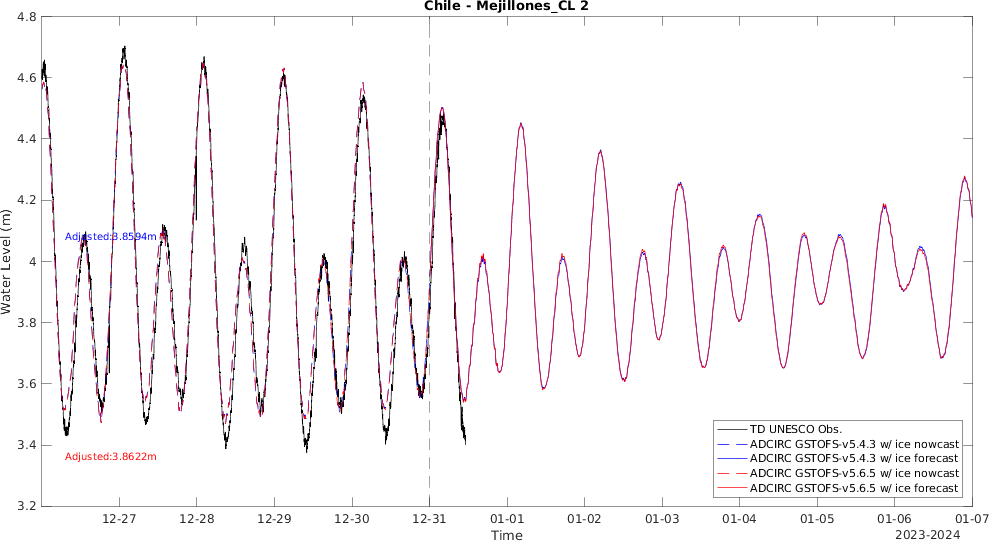 Chile - Mejillones_CL 2
4.8
4.6
4.4
4.2
4
3.8
3.6
3.4
3.2
Water Level (m)
Adjusted:3.8594m
Adjusted:3.8622m
TD UNESCO Obs.
ADCIRC GSTOFS-v5.4.3 w/ ice nowcast
ADCIRC GSTOFS-v5.4.3 w/ ice forecast
ADCIRC GSTOFS-v5.6.5 w/ ice nowcast
ADCIRC GSTOFS-v5.6.5 w/ ice forecast
12-27 12-28 12-29 12-30 12-31 01-01 01-02 01-03 01-04 01-05 01-06 01-07
Time
2023-2024